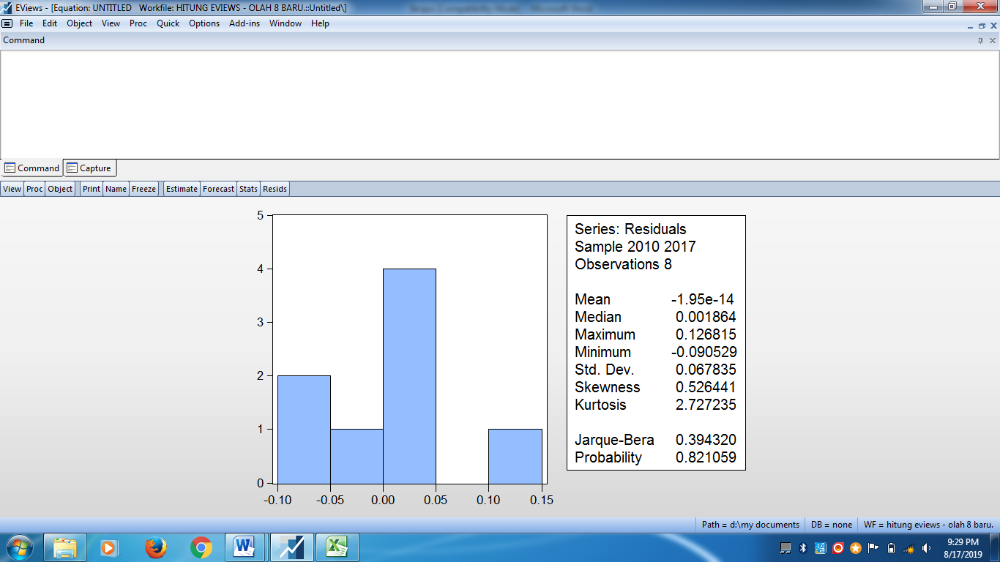 EViews - [Equation: UNTITLED   Workfile: HITUNG EVIEWS - OLAH 8 BARU.::Untitled\]
File Edit Object View Proc Quick Options Add-ins Window Help
Command
Command Capture
View Proc Object Print Name Freeze Estimate Forecast Stats Resids
5
4
3
2
1
0
-0.10 -0.05 0.00 0.05 0.10 0.15
Series: Residuals
Sample 2010 2017
Observations 8
Mean -1.95e-14
Median 0.001864
Maximum 0.126815
Minimum -0.090529
Std. Dev. 0.067835
Skewness 0.526441
Kurtosis 2.727235
Jarque-Bera 0.394320
Probability 0.821059
Path = d:\my documents DB = none WF = hitung eviews - olah 8 baru.
9:29 PM
8/17/2019